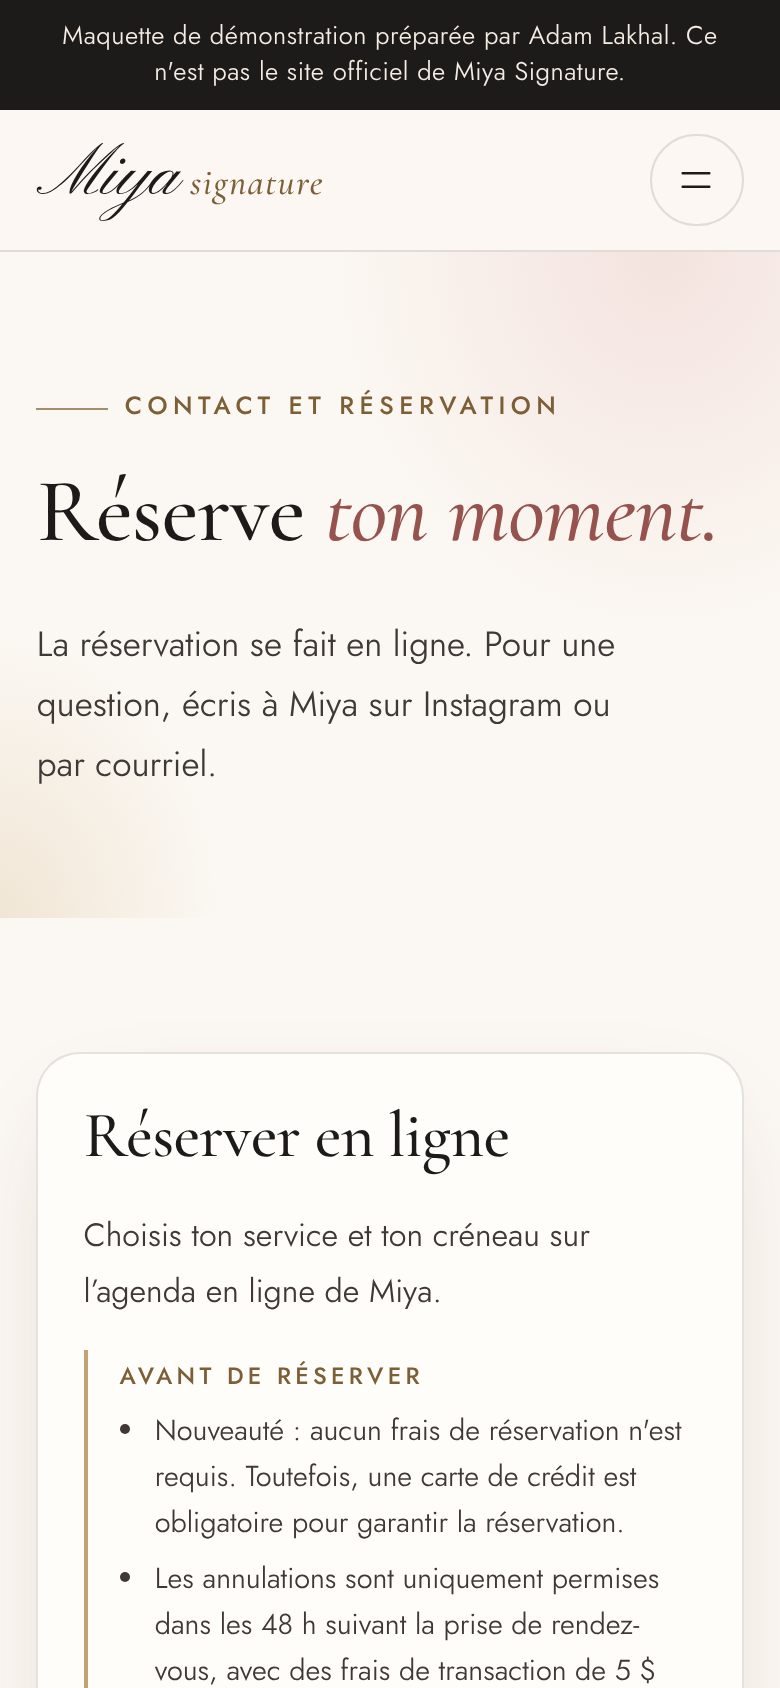 Maquette de démonstration préparée par Adam Lakhal. Ce
n'est pas le site officiel de Miya Signature.
Miya signature
CONTACT ET RÉSERVATION
Réserve ton moment.
La réservation se fait en ligne. Pour une
question, écris à Miya sur Instagram ou
par courriel.
Réserver en ligne
Choisis ton service et ton créneau sur
l’agenda en ligne de Miya.
AVANT DE RÉSERVER
• Nouveauté : aucun frais de réservation n'est
requis. Toutefois, une carte de crédit est
obligatoire pour garantir la réservation.
• Les annulations sont uniquement permises
dans les 48 h suivant la prise de rendez-
vous, avec des frais de transaction de 5 $